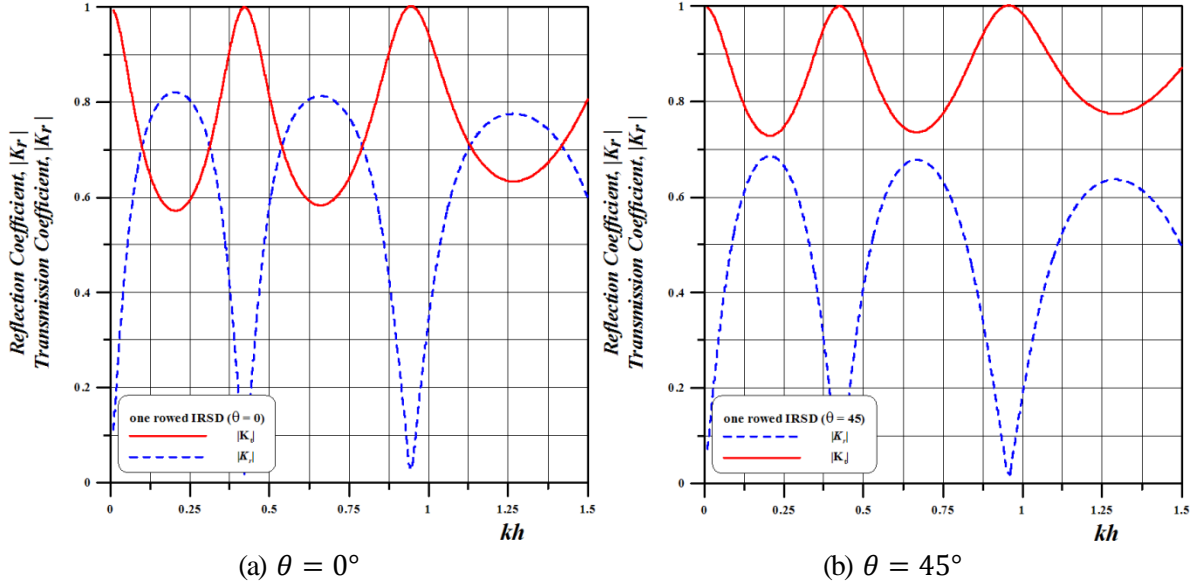 Reflection Coefficient, |Kr|
Transmission Coefficient, |Kr|
1
0.8
0.6
0.4
0.2
0
one rowed IRSD (θ = 0)
|Kt|
|Kr|
0 0.25 0.5 0.75 1 1.25 1.5
kh
(a) θ = 0°
Reflection Coefficient, |Kr|
Transmission Coefficient, |Kr|
1
0.8
0.6
0.4
0.2
0
one rowed IRSD (θ = 45)
|Kr|
|Kt|
0 0.25 0.5 0.75 1 1.25 1.5
kh
(b) θ = 45°